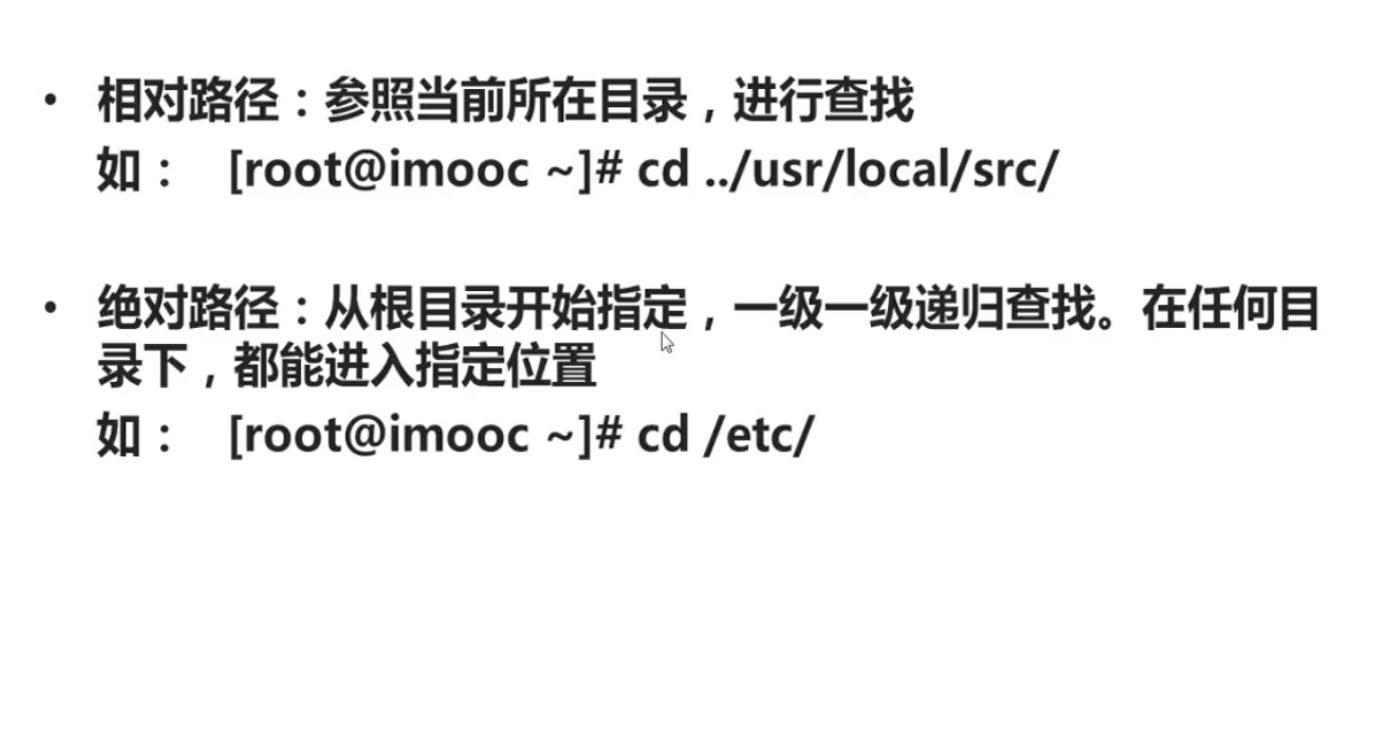 • 相对路径：参照当前所在目录，进行查找
如： [root@imooc ~]# cd ../usr/local/src/
• 绝对路径：从根目录开始指定，一级一级递归查找。在任何目
录下，都能进入指定位置
如： [root@imooc ~]# cd /etc/